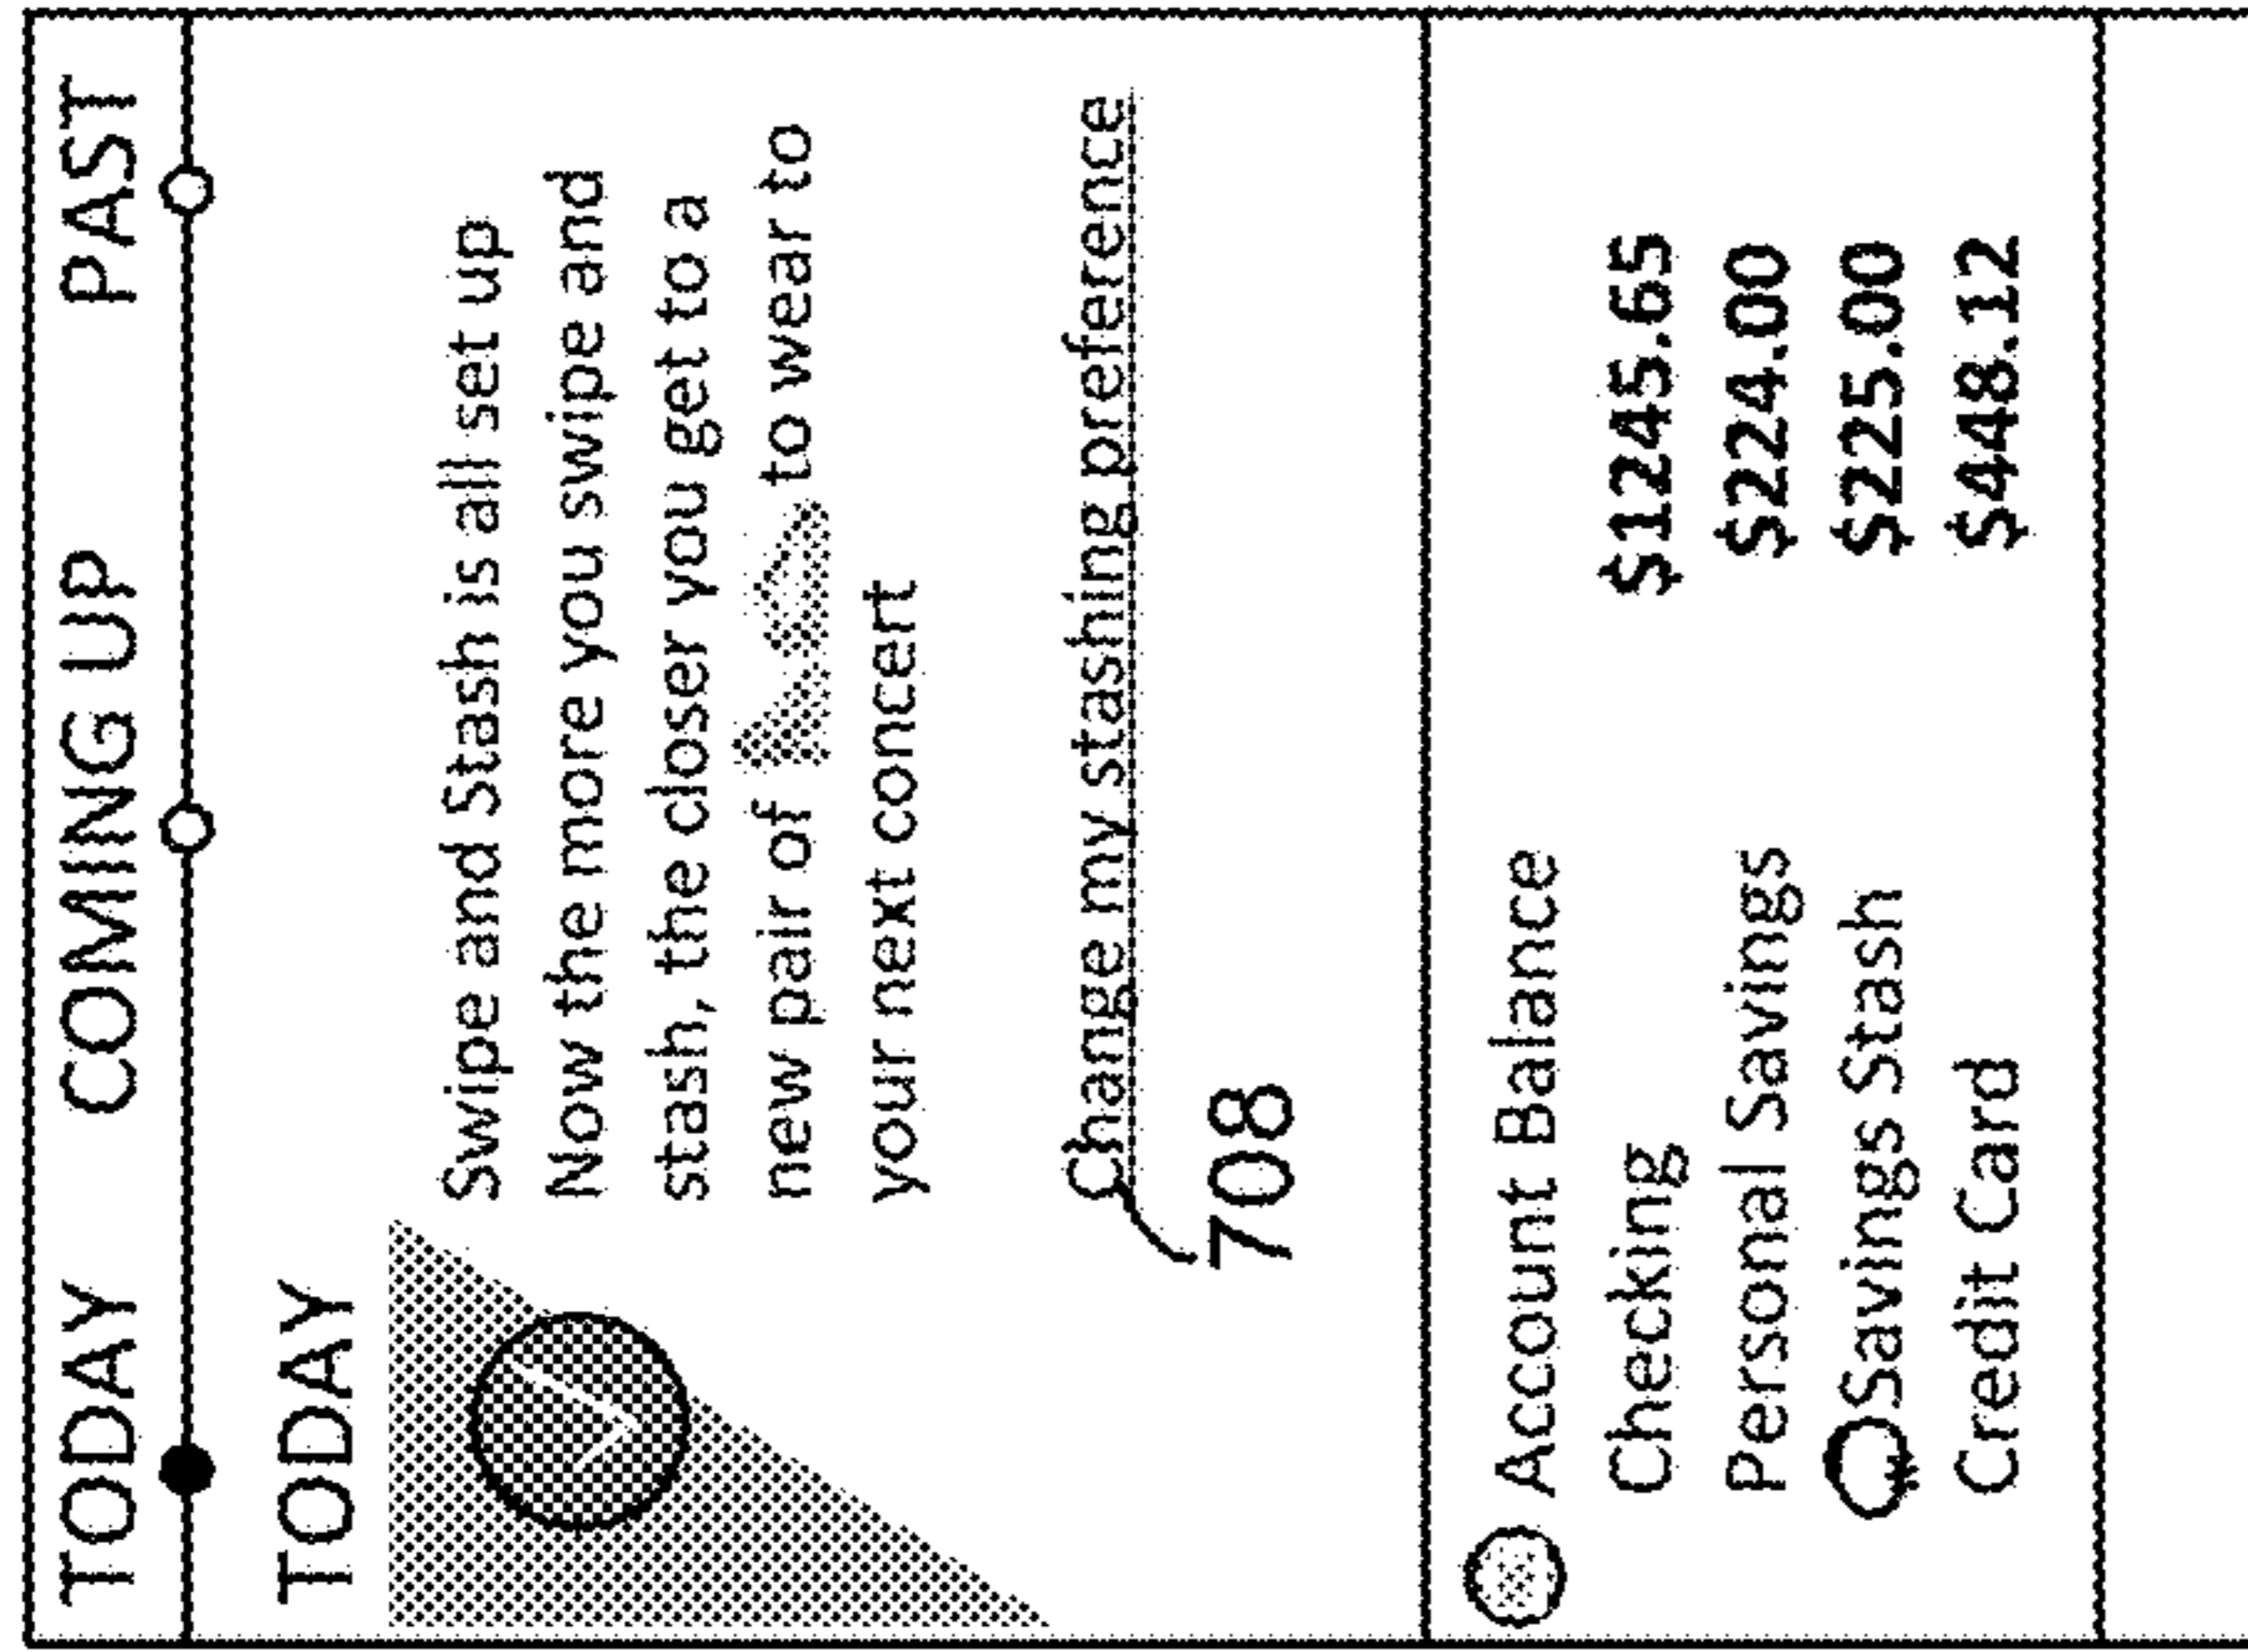 TODAY COMING UP PAST
TODAY
Swipe and Stash is all set up
Now the more you swipe and
stash, the closer you get to a
new pair of to wear to
your next concert
Change my stashing preference
708
Account Balance
Checking $1245.65
Personal Savings $224.00
Savings Stash $225.00
Credit Card $448.12